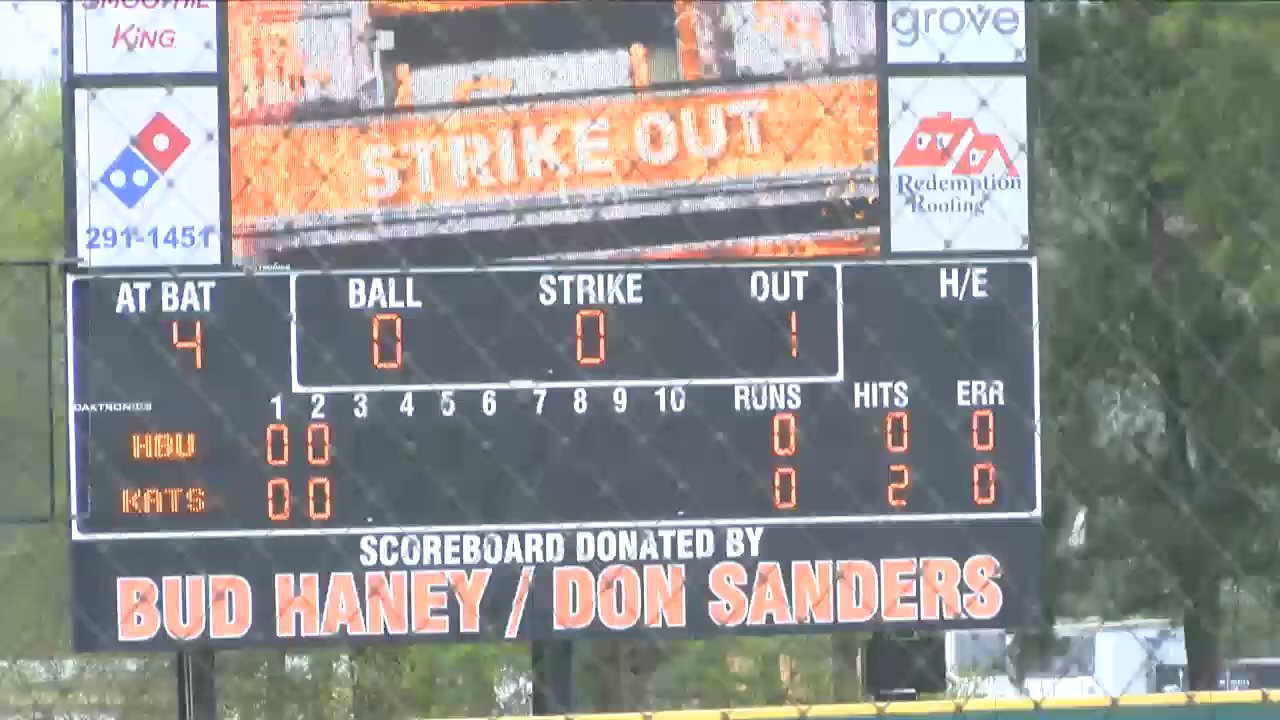 SMOOTHIE
KING
grove
STRIKE OUT
291-1451
Redemption
Roofing
AT BAT BALL STRIKE OUT H/E
4 0 0 1
DAKTRONICS 1 2 3 4 5 6 7 8 9 10 RUNS HITS ERR
HBU 0 0 0 0 0
KATS 0 0 0 2 0
SCOREBOARD DONATED BY
BUD HANEY / DON SANDERS